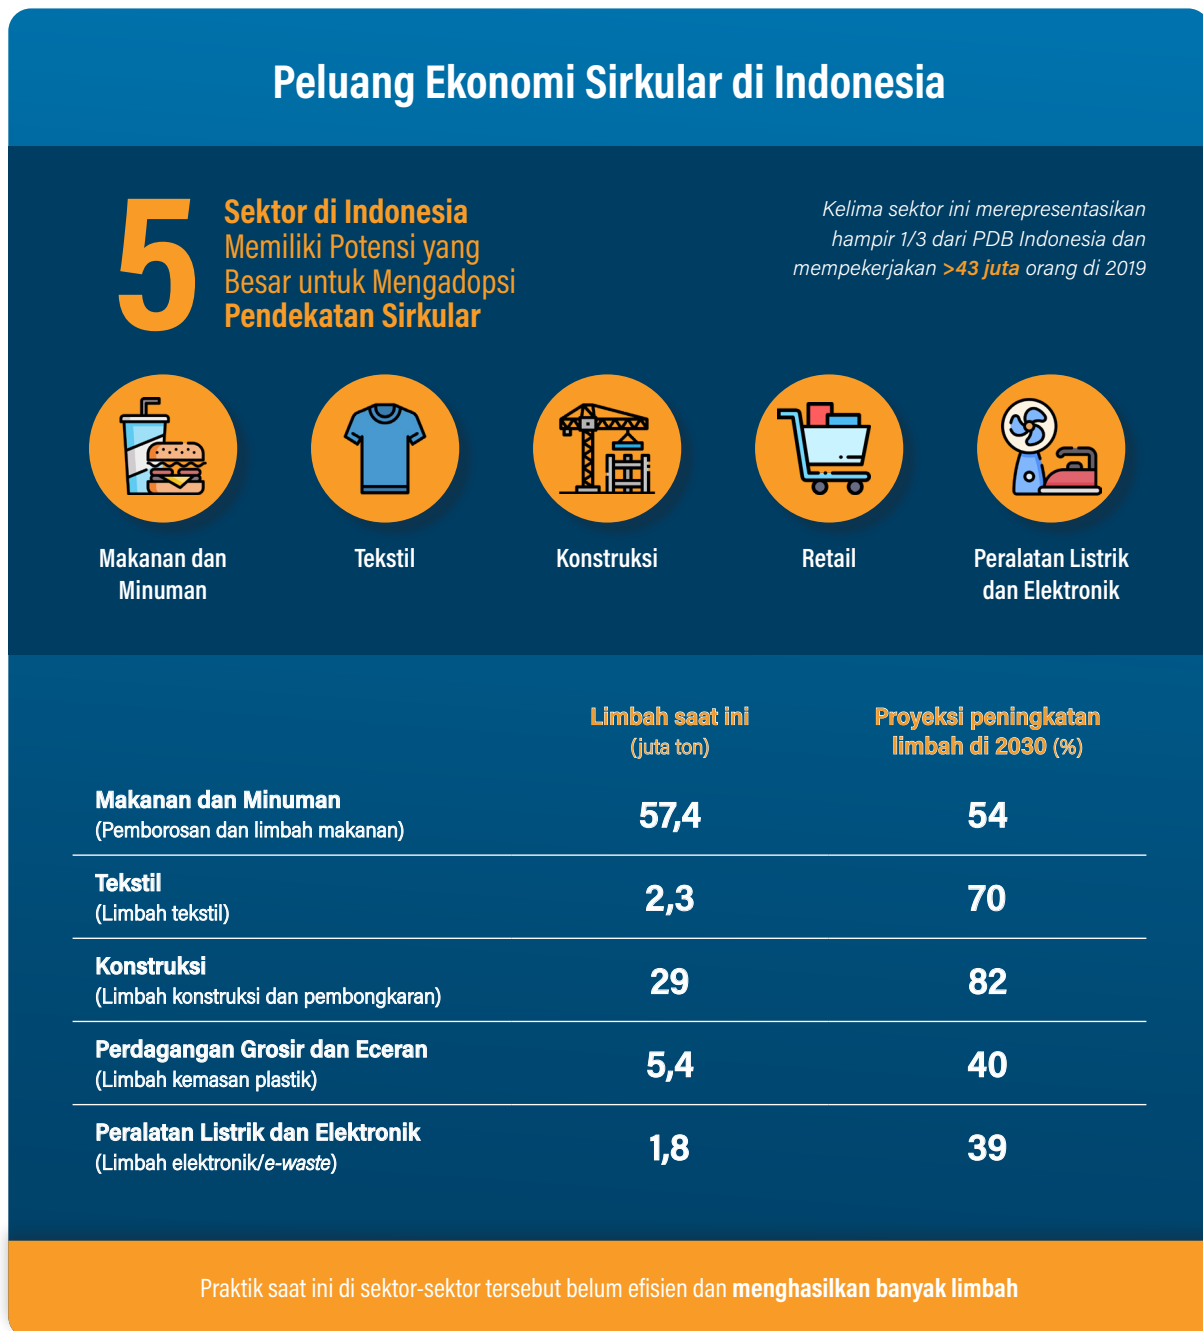 Peluang Ekonomi Sirkular di Indonesia
5
Sektor di Indonesia
Memiliki Potensi yang
Besar untuk Mengadopsi
Pendekatan Sirkular
Kelima sektor ini merepresentasikan
hampir 1/3 dari PDB Indonesia dan
mempekerjakan >43 juta orang di 2019
Makanan dan
Minuman
Tekstil
Konstruksi
Retail
Peralatan Listrik
dan Elektronik
Limbah saat ini
(juta ton)
Proyeksi peningkatan
limbah di 2030 (%)
Makanan dan Minuman
(Pemborosan dan limbah makanan)
57,4
54
Tekstil
(Limbah tekstil)
2,3
70
Konstruksi
(Limbah konstruksi dan pembongkaran)
29
82
Perdagangan Grosir dan Eceran
(Limbah kemasan plastik)
5,4
40
Peralatan Listrik dan Elektronik
(Limbah elektronik/e-waste)
1,8
39
Praktik saat ini di sektor-sektor tersebut belum efisien dan menghasilkan banyak limbah